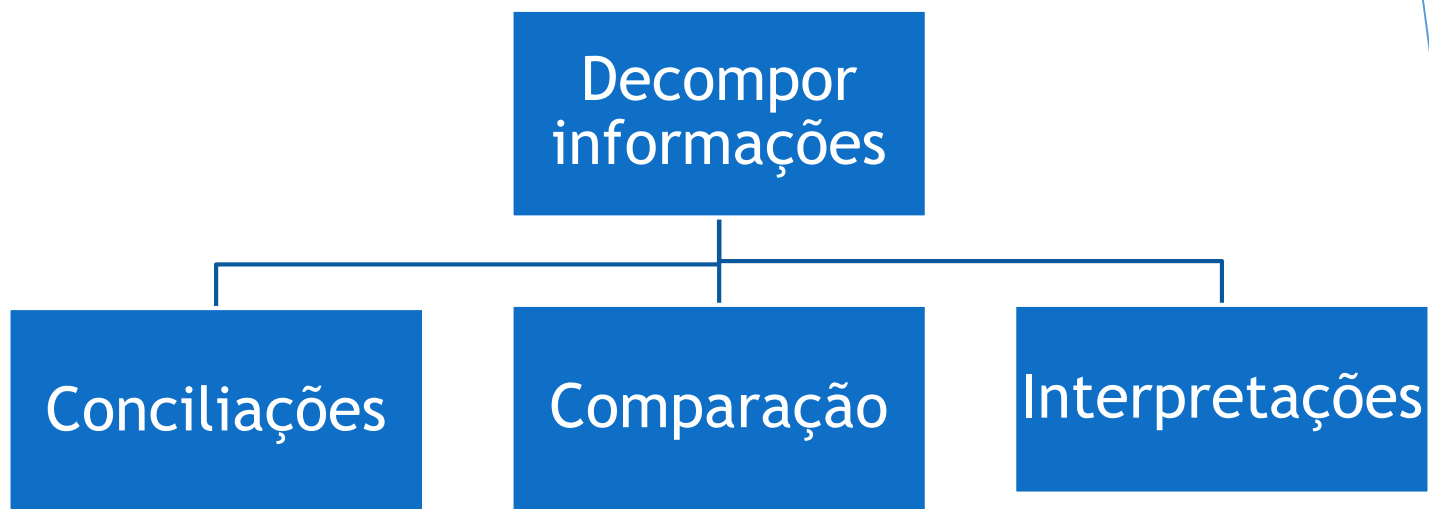 Decompor
informações
Conciliações
Comparação
Interpretações